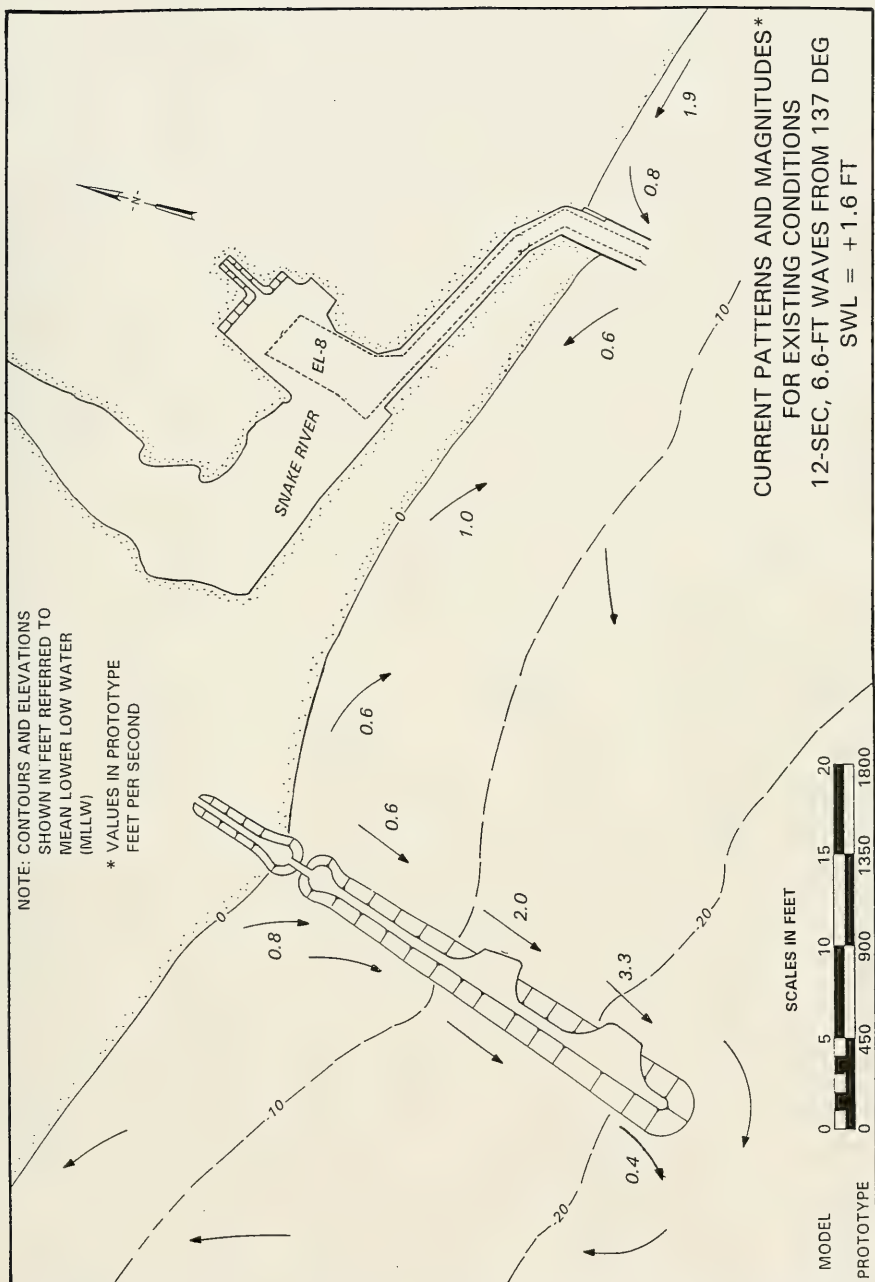 NOTE: CONTOURS AND ELEVATIONS
SHOWN IN FEET REFERRED TO
MEAN LOWER LOW WATER
(MLLW)
* VALUES IN PROTOTYPE
FEET PER SECOND
-N-
EL-8
SNAKE RIVER
0
0
0.8
0.6
0.6
1.0
0.6
0.8
1.9
2.0
3.3
0.4
-10
-10
-20
-20
SCALES IN FEET
MODEL
0 5 10 15 20
PROTOTYPE
0 450 900 1350 1800
CURRENT PATTERNS AND MAGNITUDES*
FOR EXISTING CONDITIONS
12-SEC, 6.6-FT WAVES FROM 137 DEG
SWL = +1.6 FT